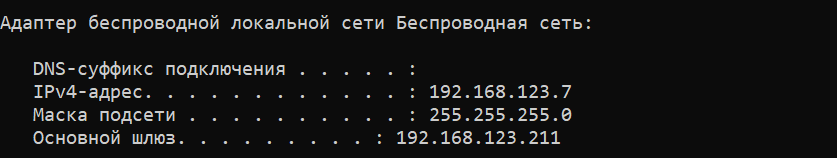 Адаптер беспроводной локальной сети Беспроводная сеть:
DNS-суффикс подключения . . . . . :
IPv4-адрес. . . . . . . . . . . . : 192.168.123.7
Маска подсети . . . . . . . . . . : 255.255.255.0
Основной шлюз. . . . . . . . . : 192.168.123.211